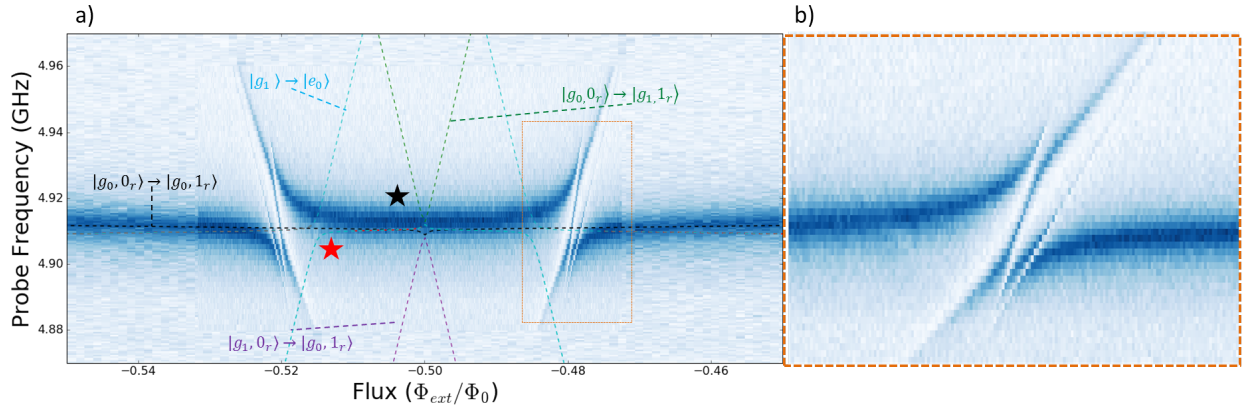 a)
b)
Probe Frequency (GHz)
4.96
4.94
4.92
4.90
4.88
|g₁ ⟩ → |e₀⟩
|g₀,0ᵣ⟩ → |g₁,1ᵣ⟩
|g₀, 0ᵣ⟩ → |g₀, 1ᵣ⟩
|g₁, 0ᵣ⟩ → |g₀, 1ᵣ⟩
−0.54
−0.52
−0.50
−0.48
−0.46
Flux (Φₑₓₜ/Φ₀)